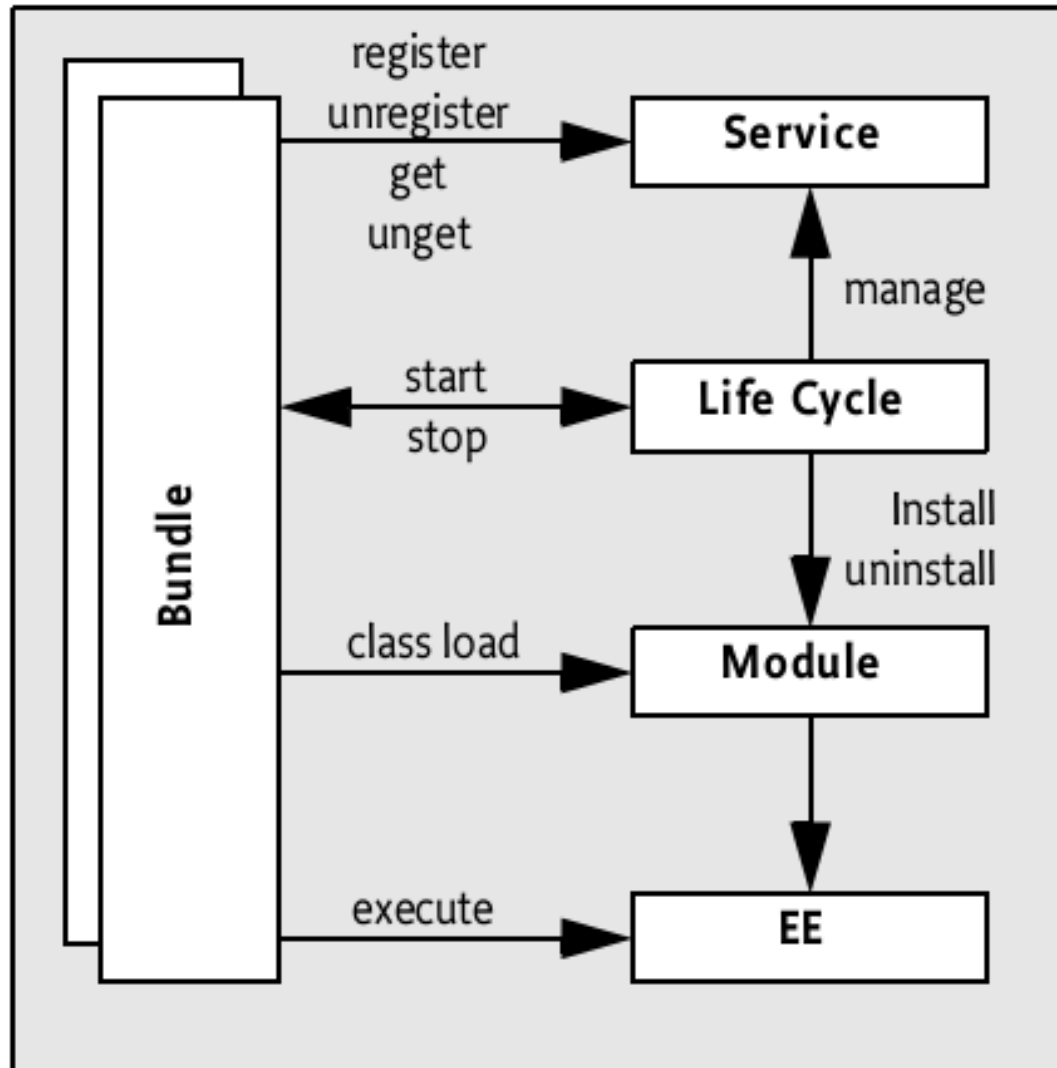 register
unregister
get
unget
Service
manage
start
stop
Life Cycle
Install
uninstall
Bundle
class load
Module
execute
EE